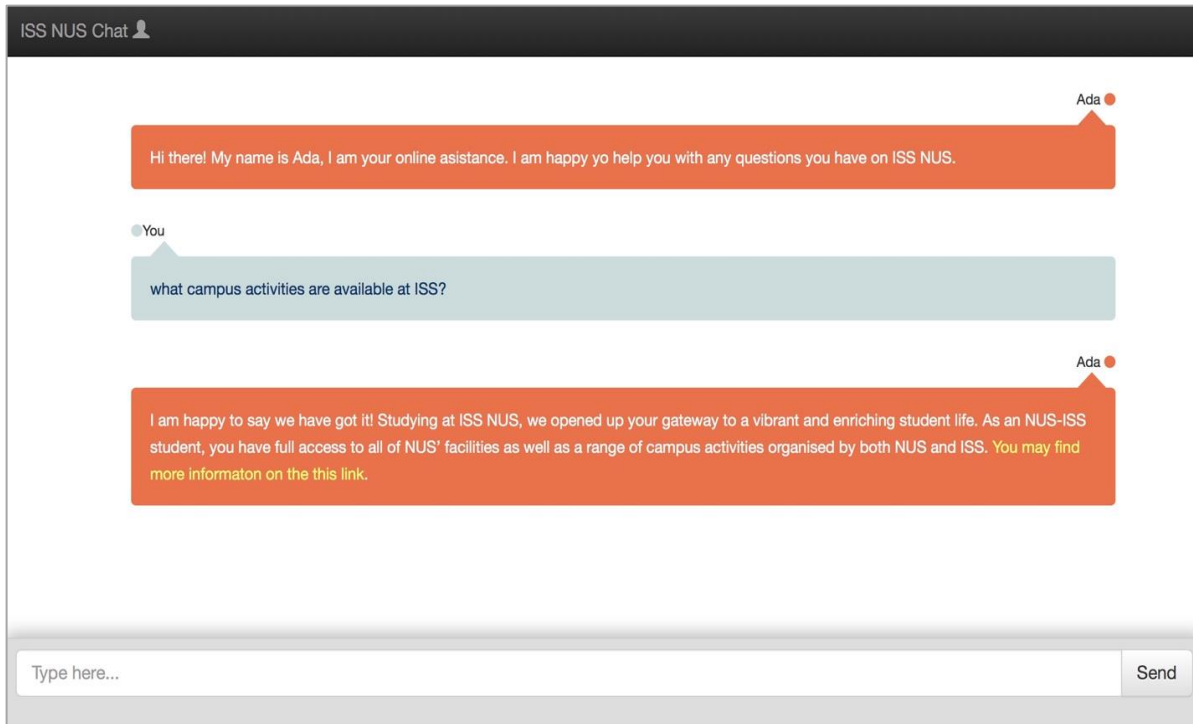 ISS NUS Chat
Ada
Hi there! My name is Ada, I am your online asistance. I am happy yo help you with any questions you have on ISS NUS.
You
what campus activities are available at ISS?
Ada
I am happy to say we have got it! Studying at ISS NUS, we opened up your gateway to a vibrant and enriching student life. As an NUS-ISS
student, you have full access to all of NUS' facilities as well as a range of campus activities organised by both NUS and ISS. You may find
more informaton on the this link.
Type here...
Send